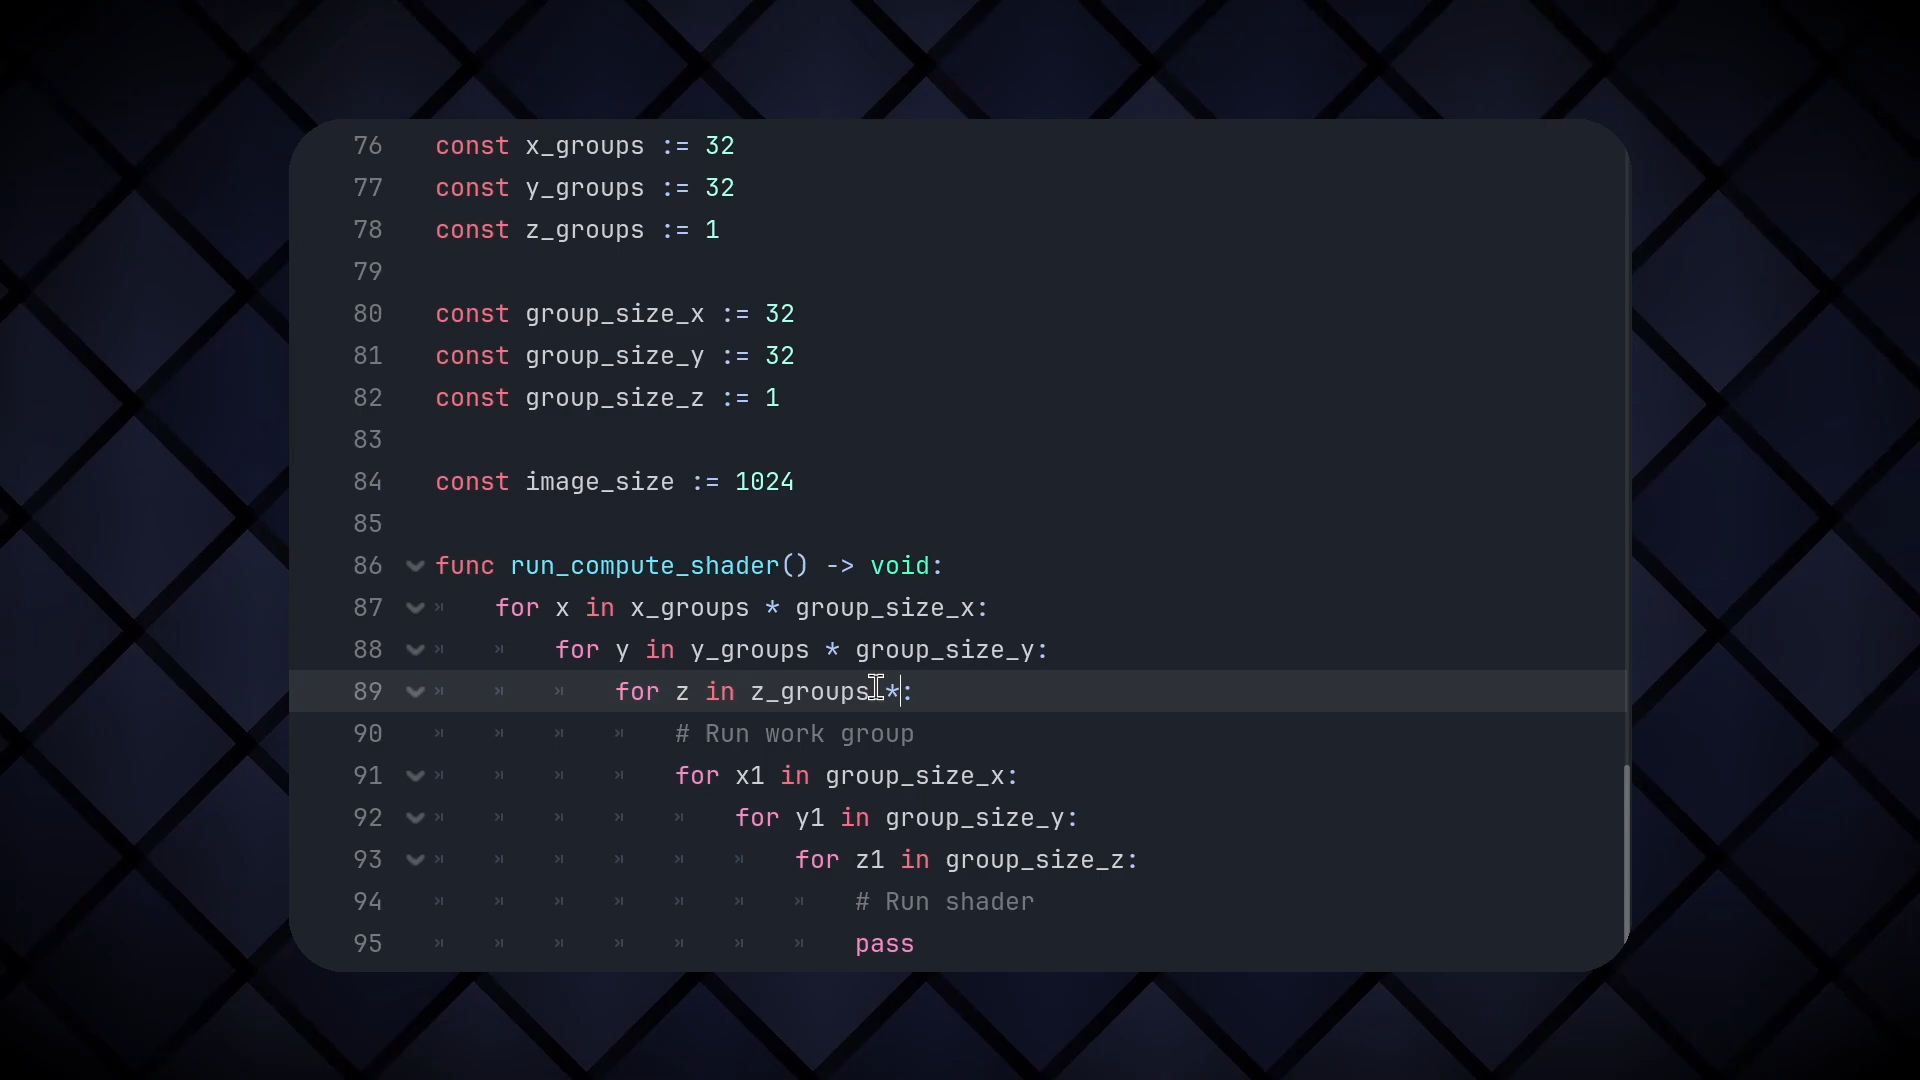 76 const x_groups := 32
77 const y_groups := 32
78 const z_groups := 1
79
80 const group_size_x := 32
81 const group_size_y := 32
82 const group_size_z := 1
83
84 const image_size := 1024
85
86 func run_compute_shader() -> void:
87 for x in x_groups * group_size_x:
88 for y in y_groups * group_size_y:
89 for z in z_groups *:
90 # Run work group
91 for x1 in group_size_x:
92 for y1 in group_size_y:
93 for z1 in group_size_z:
94 # Run shader
95 pass